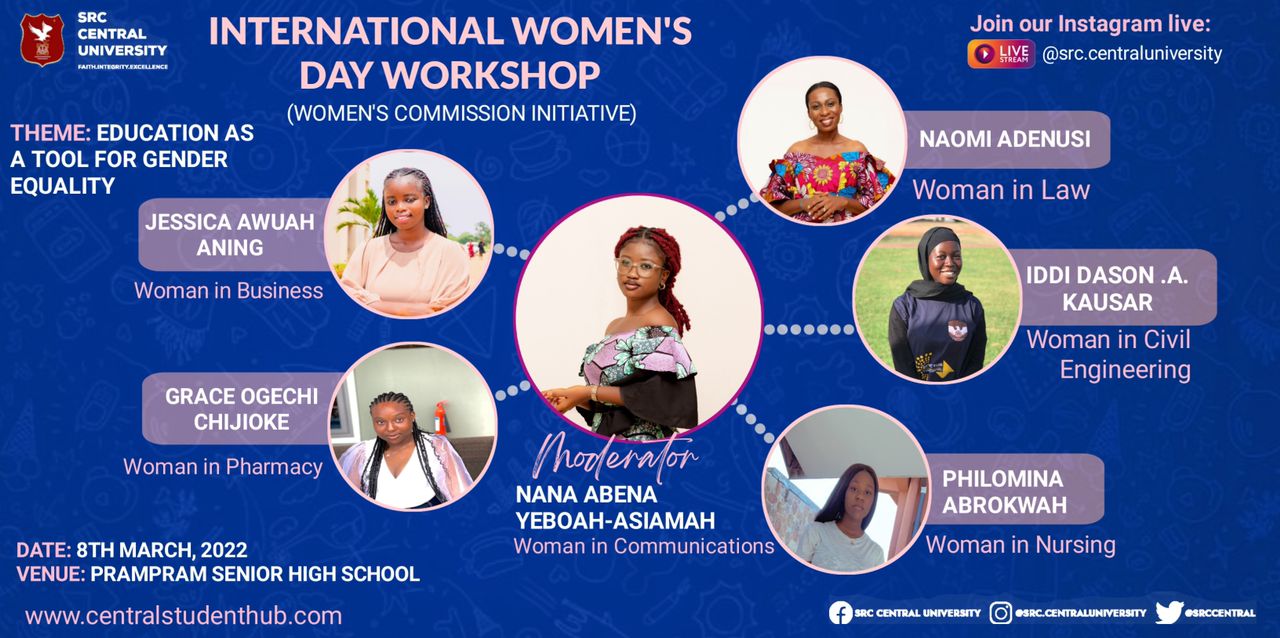 SRC
CENTRAL
UNIVERSITY
FAITH.INTEGRITY.EXCELLENCE
INTERNATIONAL WOMEN'S
DAY WORKSHOP
(WOMEN'S COMMISSION INITIATIVE)
Join our Instagram live:
LIVE
STREAM
@src.centraluniversity
THEME: EDUCATION AS
A TOOL FOR GENDER
EQUALITY
JESSICA AWUAH
ANING
Woman in Business
NAOMI ADENUSI
Woman in Law
IDDI DASON .A.
KAUSAR
Woman in Civil
Engineering
GRACE OGECHI
CHIJIOKE
Woman in Pharmacy
Moderator
NANA ABENA
YEBOAH-ASIAMAH
Woman in Communications
PHILOMINA
ABROKWAH
Woman in Nursing
DATE: 8TH MARCH, 2022
VENUE: PRAMPRAM SENIOR HIGH SCHOOL
www.centralstudenthub.com
SRC CENTRAL UNIVERSITY
@SRC.CENTRALUNIVERSITY
@SRCCENTRAL